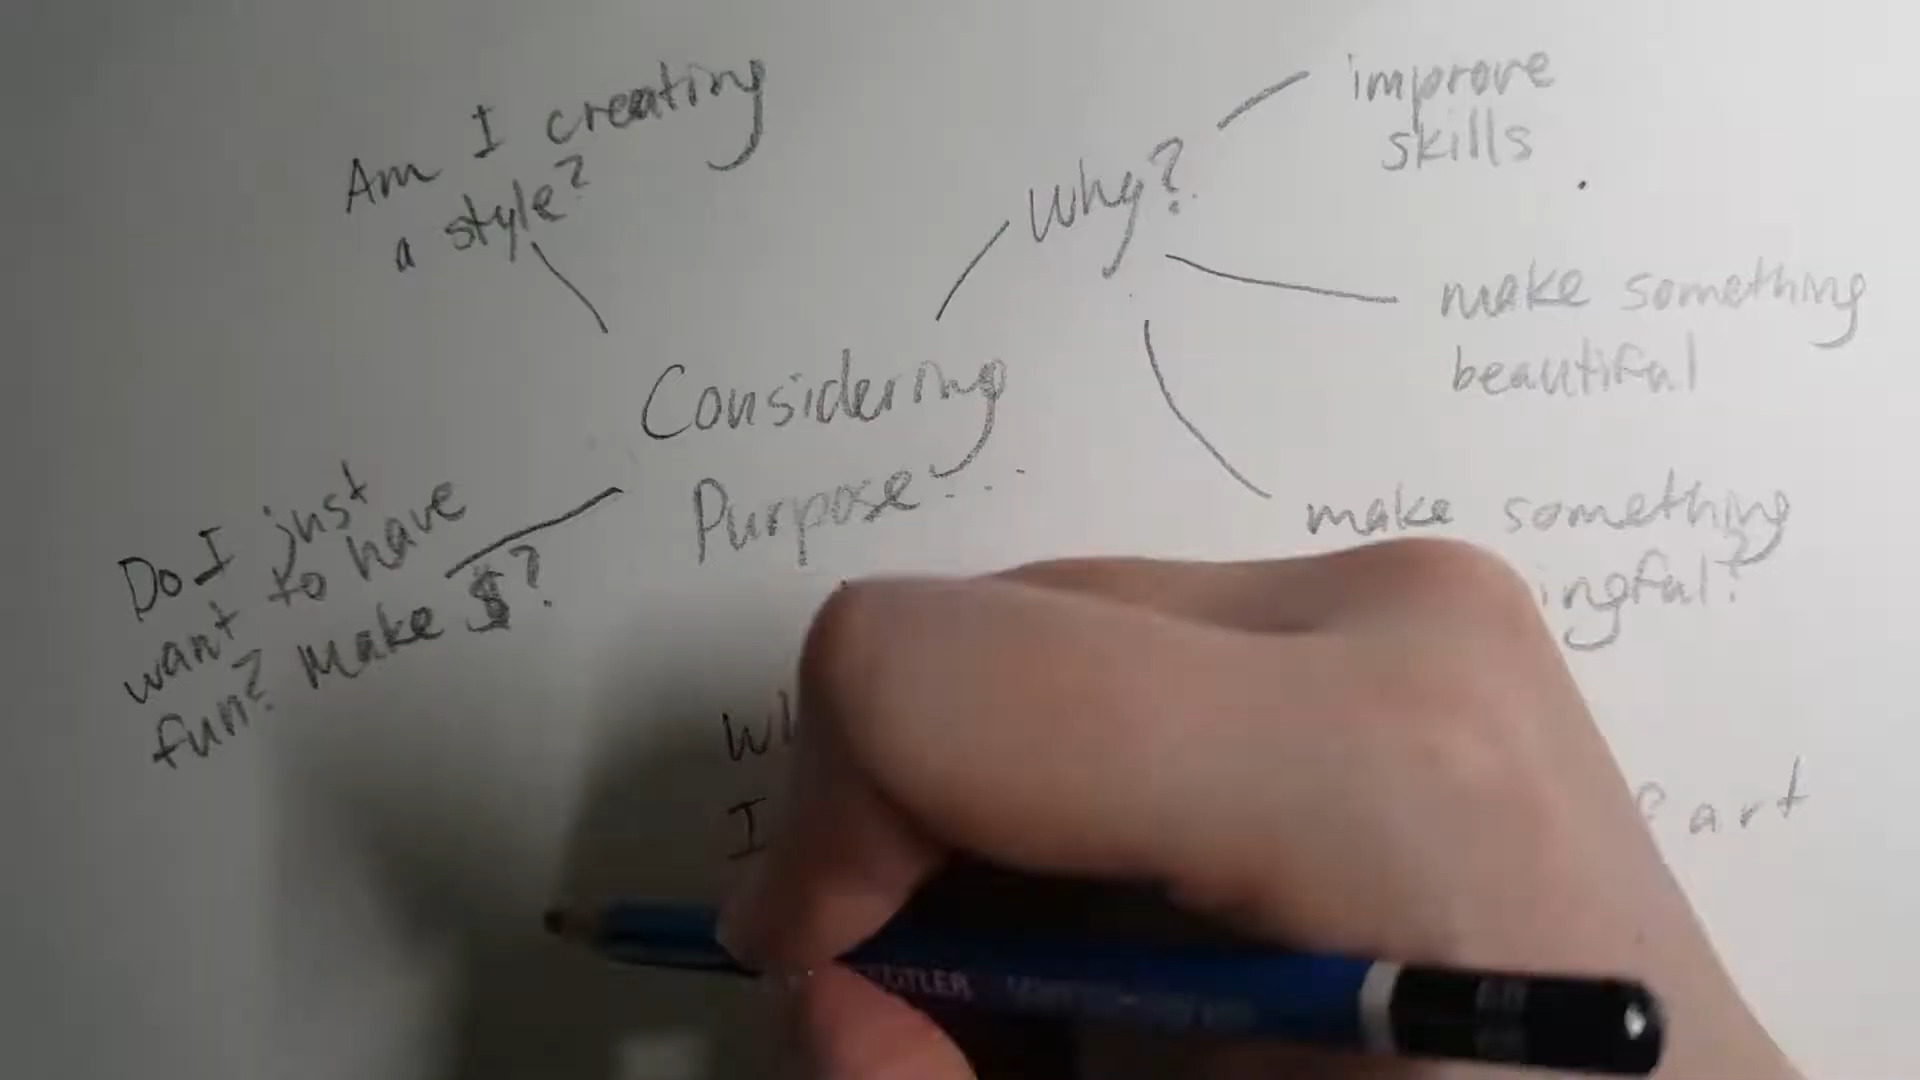 Am I creating
a style?
Why?
improve
skills
make something
beautiful
make something
ingful?
Considering
Purpose...
Do I just
want to have
fun? Make $?
I
art